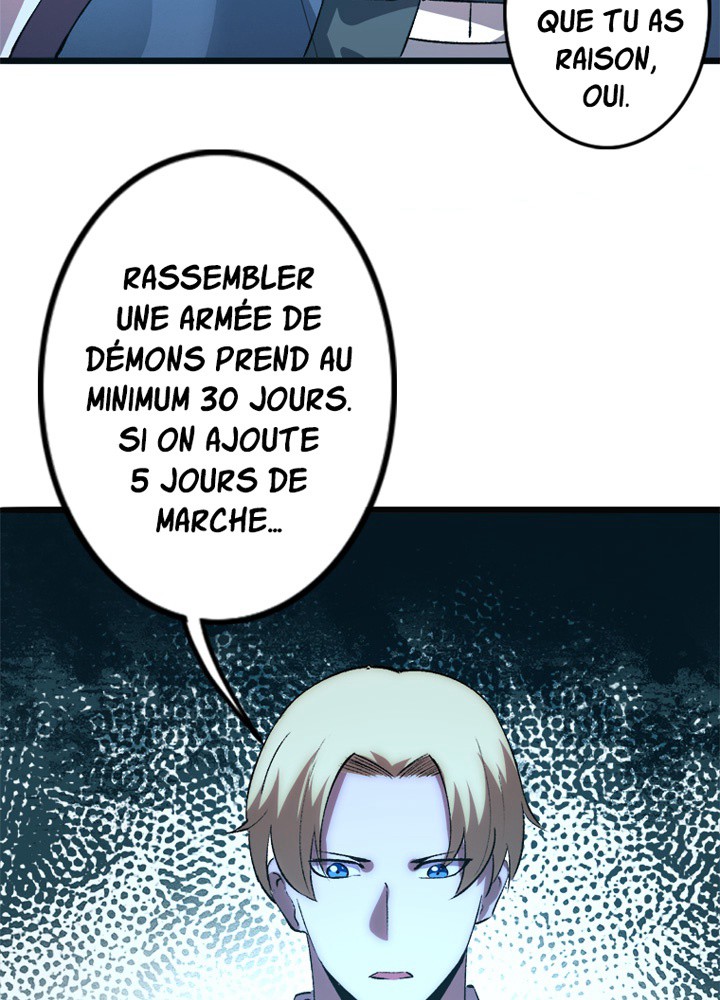 QUE TU AS
RAISON,
OUI.
RASSEMBLER
UNE ARMÉE DE
DÉMONS PREND AU
MINIMUM 30 JOURS.
SI ON AJOUTE
5 JOURS DE
MARCHE...